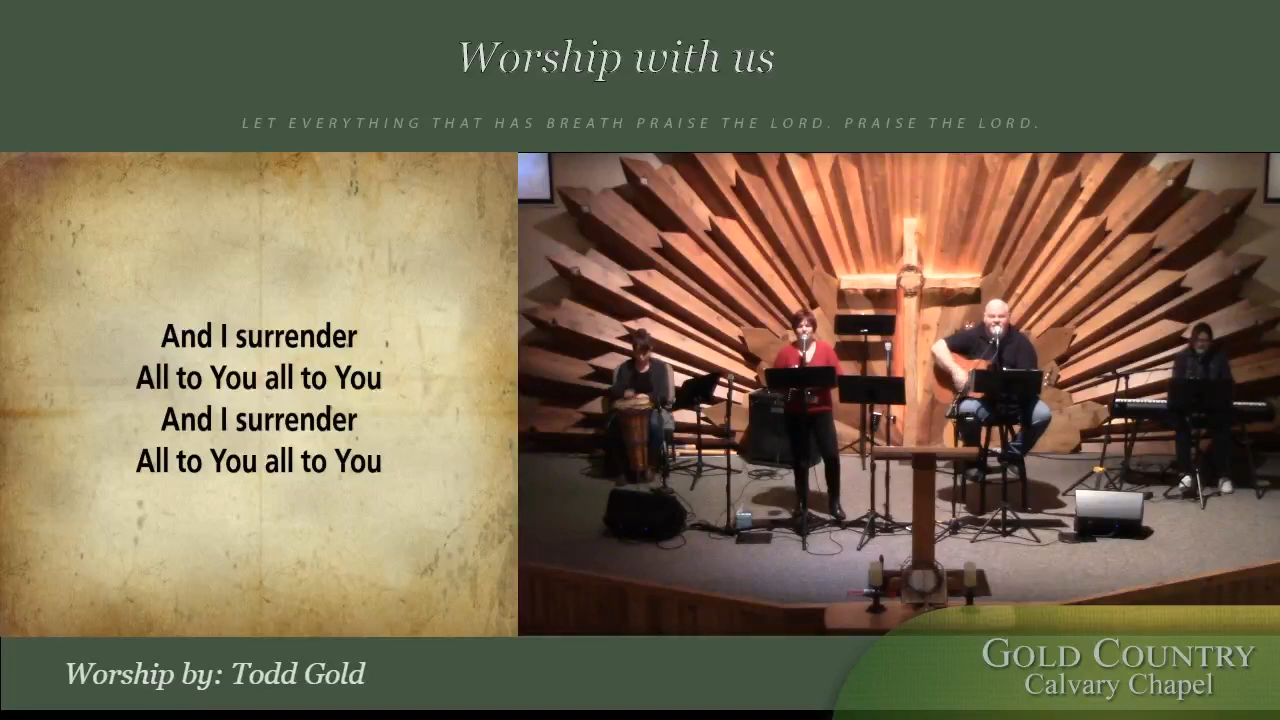 Worship with us
LET EVERYTHING THAT HAS BREATH PRAISE THE LORD. PRAISE THE LORD.
And I surrender
All to You all to You
And I surrender
All to You all to You
Worship by: Todd Gold
GOLD COUNTRY
Calvary Chapel